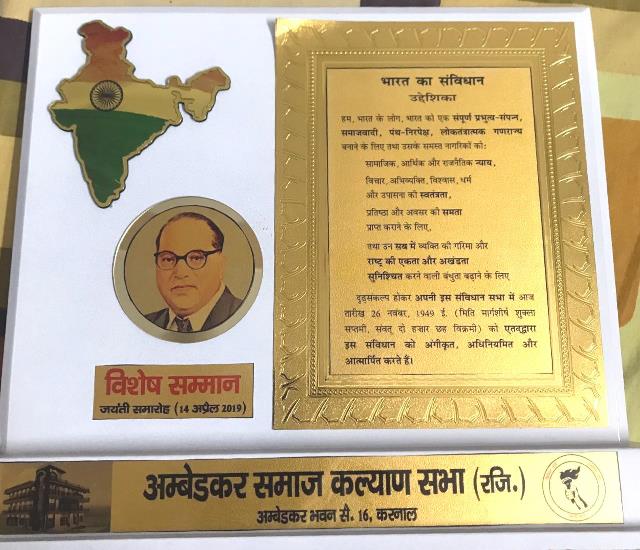 भारत का संविधान
उद्देशिका
हम, भारत के लोग, भारत को एक संपूर्ण प्रभुत्व-संपन्न,
समाजवादी, पंथ-निरपेक्ष, लोकतंत्रात्मक गणराज्य
बनाने के लिए तथा उसके समस्त नागरिकों को:
सामाजिक, आर्थिक और राजनैतिक न्याय,
विचार, अभिव्यक्ति, विश्वास, धर्म
और उपासना की स्वतंत्रता,
प्रतिष्ठा और अवसर की समता
प्राप्त कराने के लिए,
तथा उन सब में व्यक्ति की गरिमा और
राष्ट्र की एकता और अखंडता
सुनिश्चित करने वाली बंधुता बढ़ाने के लिए
दृढ़संकल्प होकर अपनी इस संविधान सभा में आज
तारीख 26 नवंबर, 1949 ई. (मिति मार्गशीर्ष शुक्ला
सप्तमी, संवत् दो हजार छह विक्रमी) को एतद्द्वारा
इस संविधान को अंगीकृत, अधिनियमित और
आत्मार्पित करते हैं।
विशेष सम्मान
जयंती समारोह (14 अप्रैल 2019)
अम्बेडकर समाज कल्याण सभा (रजि.)
अम्बेडकर भवन सै. 16, करनाल